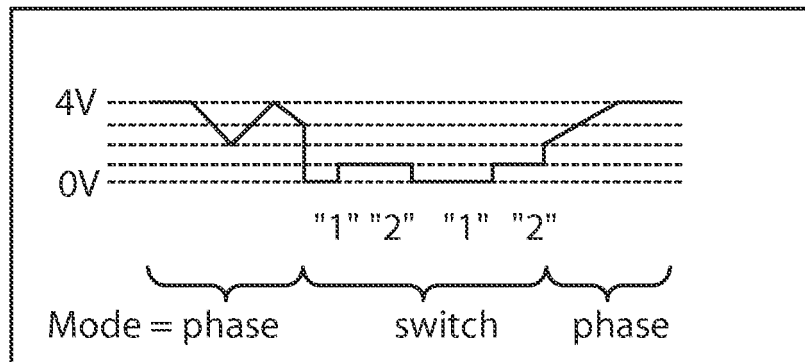 4V
0V
"1" "2" "1" "2"
Mode = phase switch phase